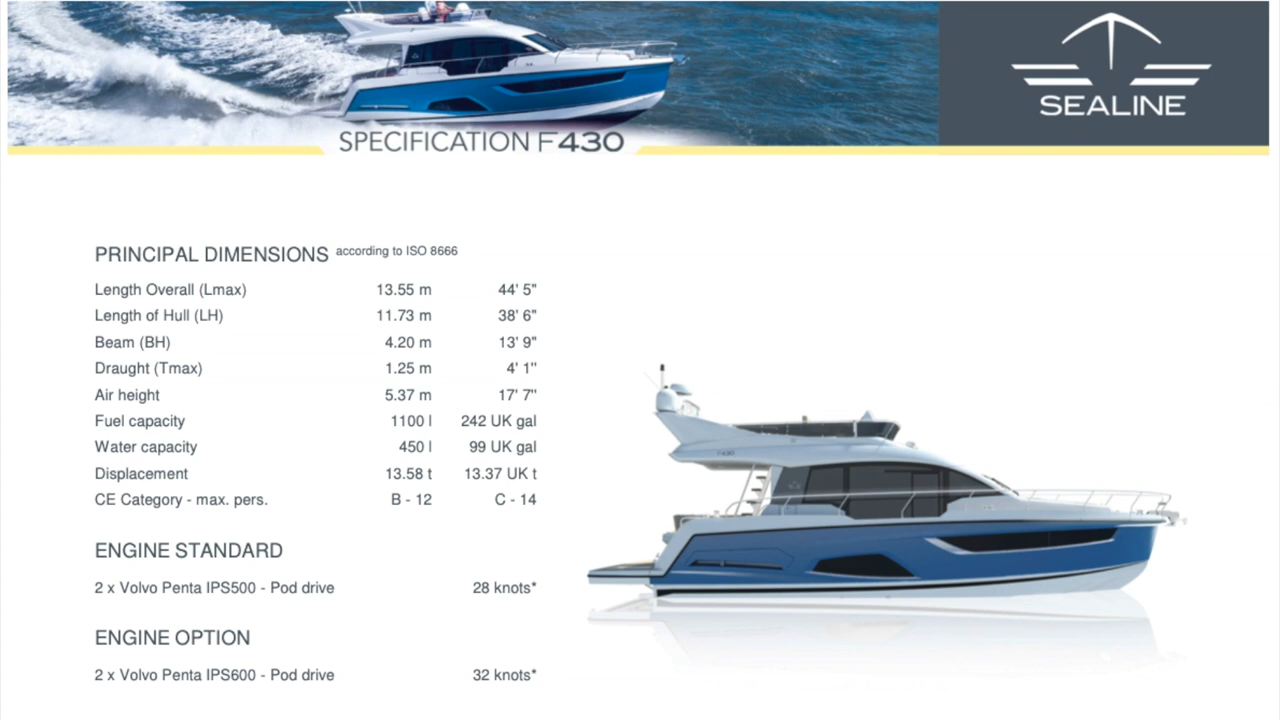 SEALINE
SPECIFICATION F430
PRINCIPAL DIMENSIONS according to ISO 8666
Length Overall (Lmax) 13.55 m 44' 5"
Length of Hull (LH) 11.73 m 38' 6"
Beam (BH) 4.20 m 13' 9"
Draught (Tmax) 1.25 m 4' 1"
Air height 5.37 m 17' 7"
Fuel capacity 1100 l 242 UK gal
Water capacity 450 l 99 UK gal
Displacement 13.58 t 13.37 UK t
CE Category - max. pers. B - 12 C - 14
F430
ENGINE STANDARD
2 x Volvo Penta IPS500 - Pod drive 28 knots*
ENGINE OPTION
2 x Volvo Penta IPS600 - Pod drive 32 knots*